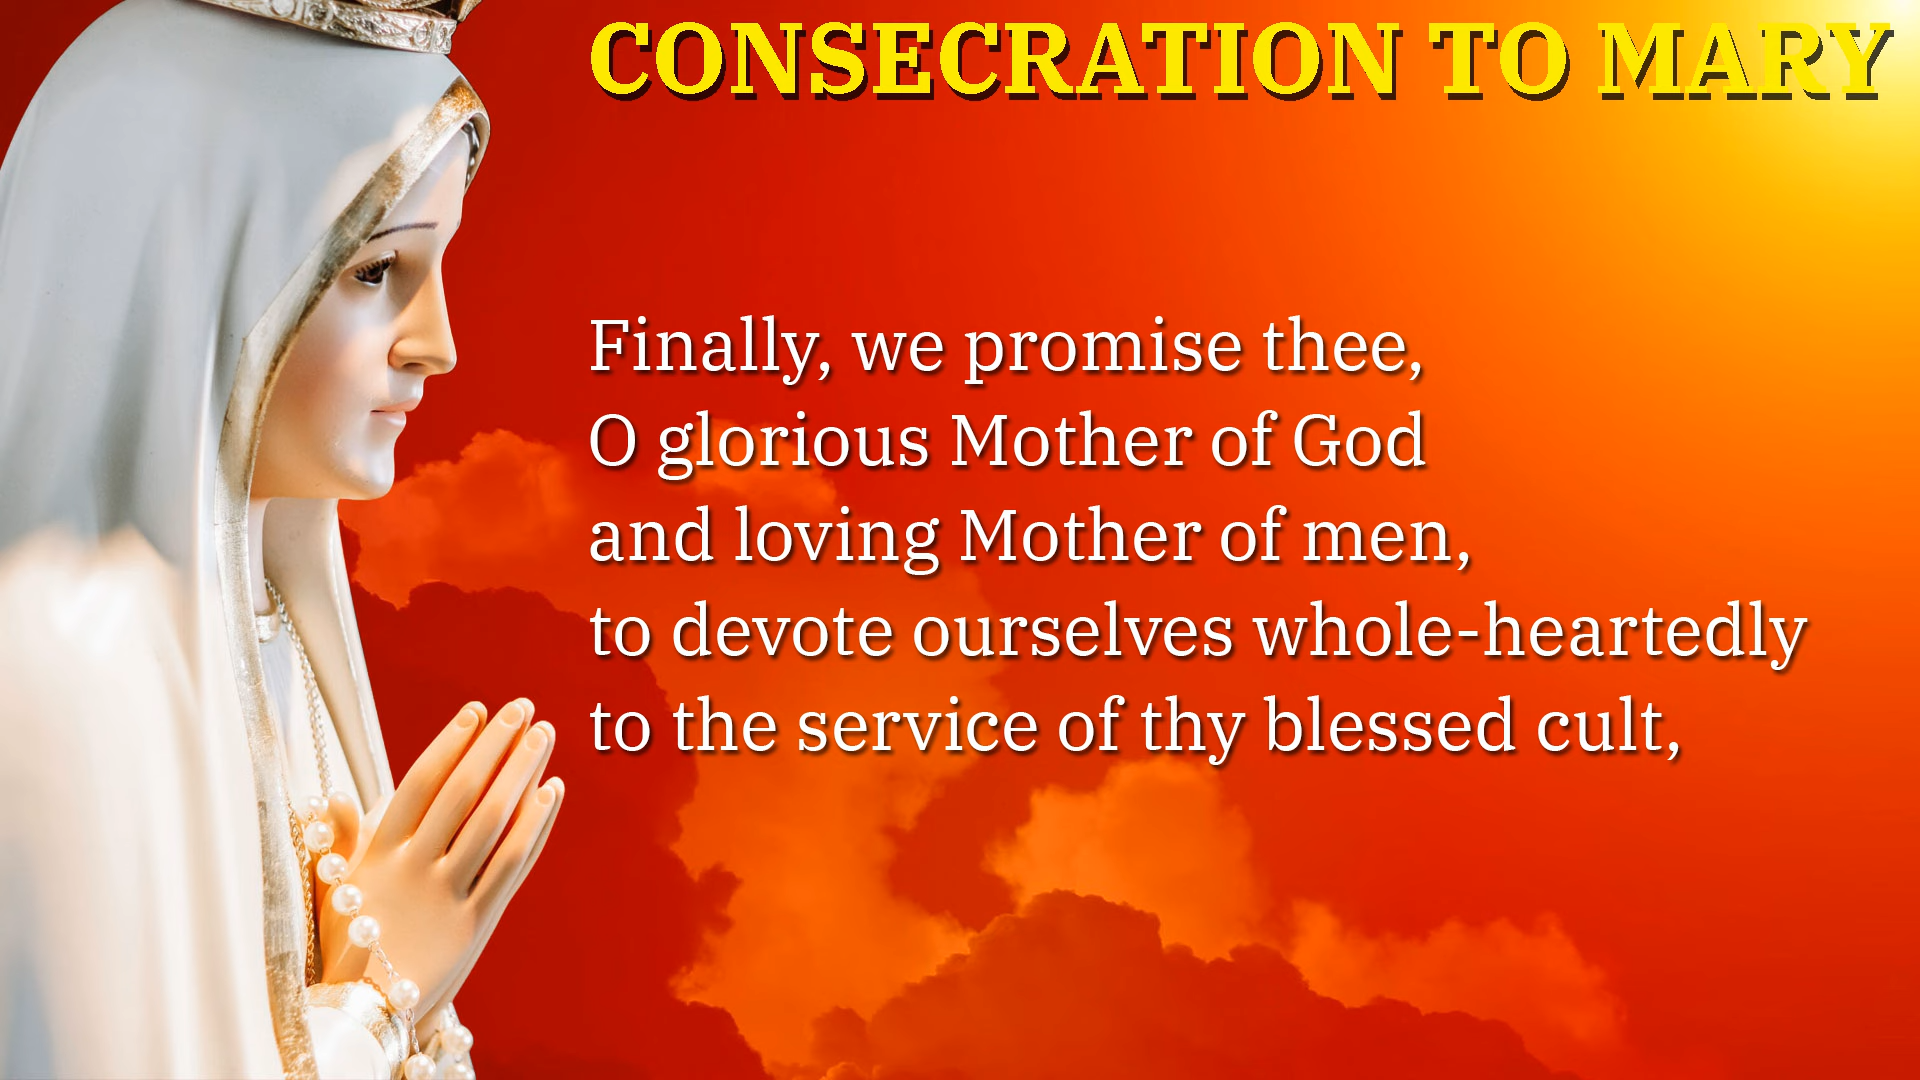 CONSECRATION TO MARY
Finally, we promise thee,
O glorious Mother of God
and loving Mother of men,
to devote ourselves whole-heartedly
to the service of thy blessed cult,